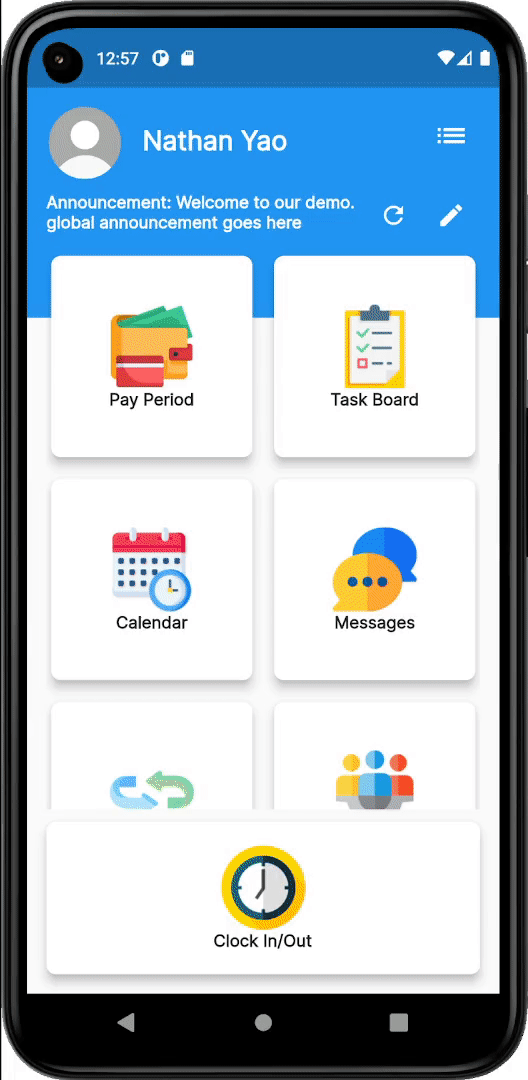 12:57
Nathan Yao
Announcement: Welcome to our demo.
global announcement goes here
Pay Period
Task Board
Calendar
Messages
Clock In/Out